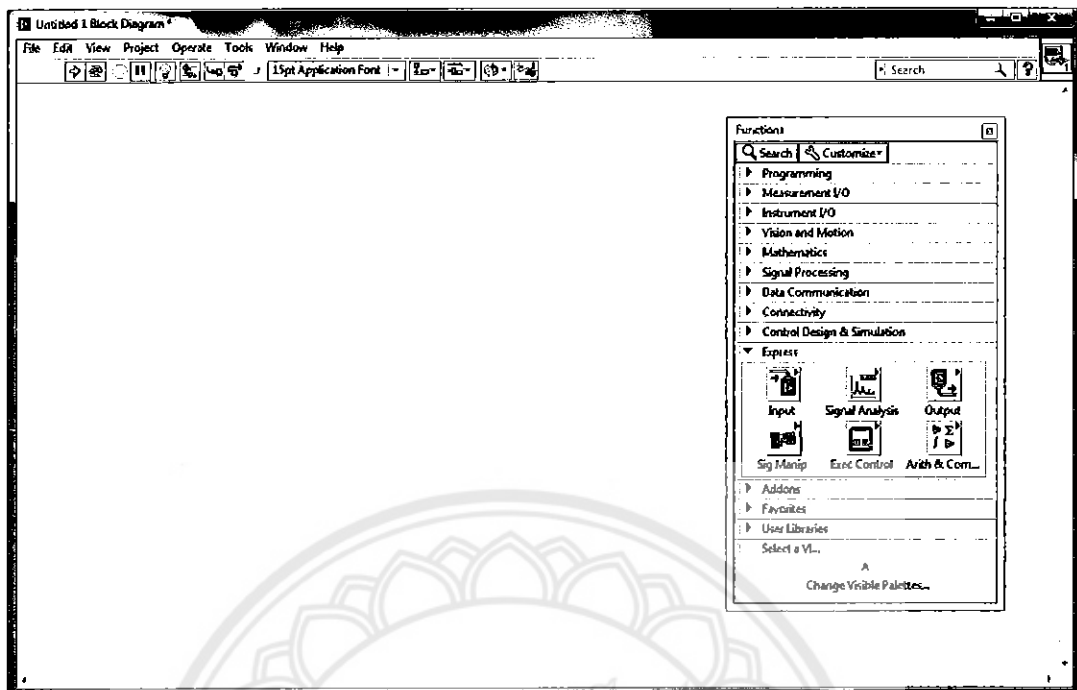 Untitled 1 Block Diagram *
File Edit View Project Operate Tools Window Help
15pt Application Font
Search
Functions
Search Customize
Programming
Measurement I/O
Instrument I/O
Vision and Motion
Mathematics
Signal Processing
Data Communication
Connectivity
Control Design & Simulation
Express
Input Signal Analysis Output
Sig Manip Exec Control Arith & Com...
Addons
Favorites
User Libraries
Select a VI...
Change Visible Palettes...